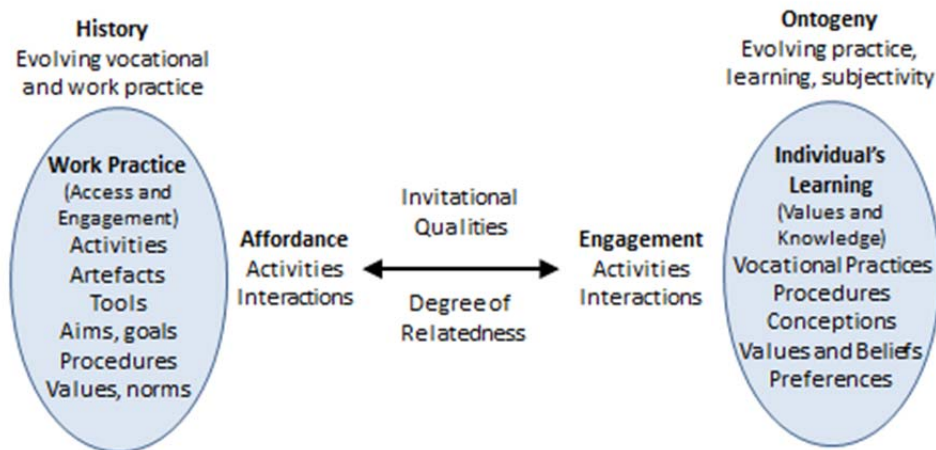 History
Evolving vocational
and work practice
Work Practice
(Access and
Engagement)
Activities
Artefacts
Tools
Aims, goals
Procedures
Values, norms
Affordance
Activities
Interactions
Invitational
Qualities
Degree of
Relatedness
Engagement
Activities
Interactions
Ontogeny
Evolving practice,
learning, subjectivity
Individual's
Learning
(Values and
Knowledge)
Vocational Practices
Procedures
Conceptions
Values and Beliefs
Preferences